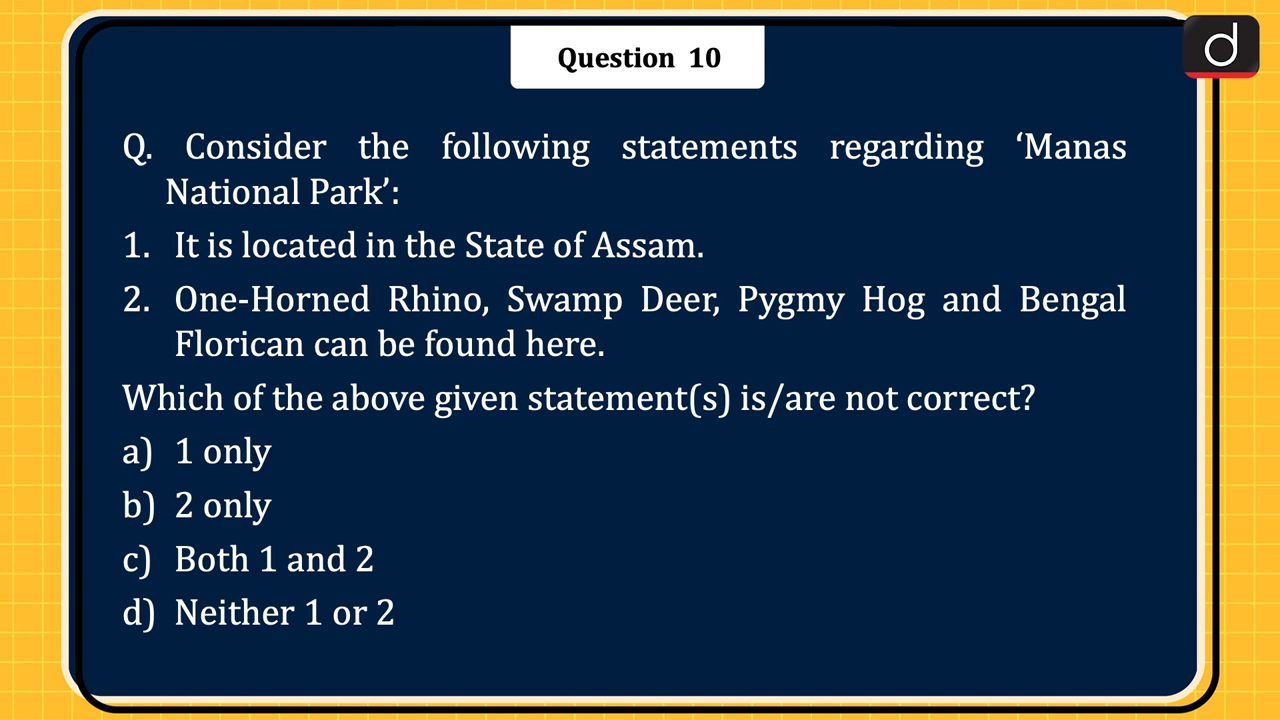 Question 10
d
Q. Consider the following statements regarding ‘Manas
National Park’:
1. It is located in the State of Assam.
2. One-Horned Rhino, Swamp Deer, Pygmy Hog and Bengal
Florican can be found here.
Which of the above given statement(s) is/are not correct?
a) 1 only
b) 2 only
c) Both 1 and 2
d) Neither 1 or 2